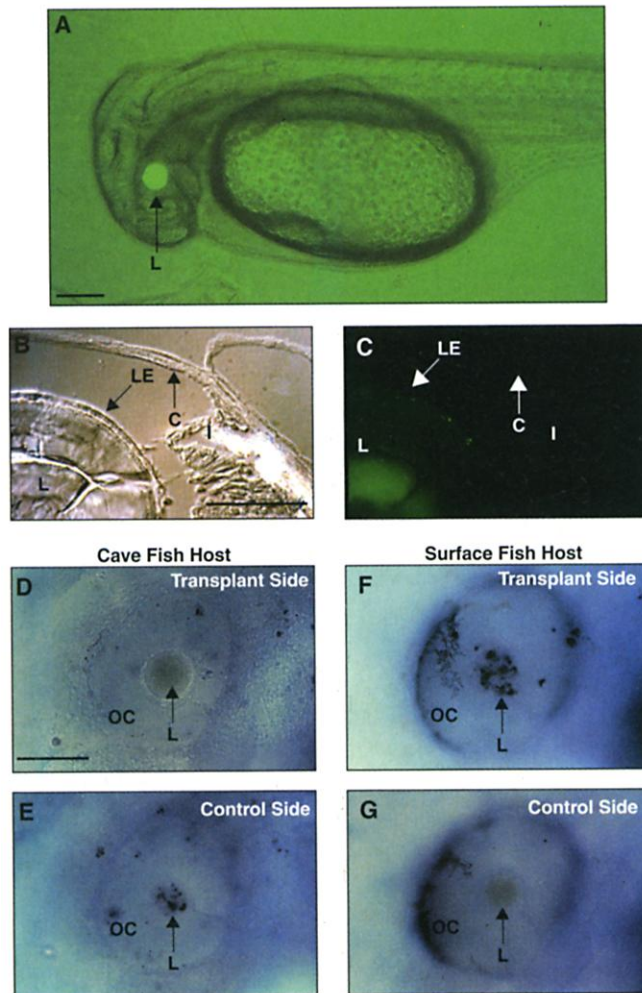 A
L
B
LE
C
I
L
C
LE
C
I
L
Cave Fish Host
Surface Fish Host
D
Transplant Side
OC
L
F
Transplant Side
OC
L
E
Control Side
OC
L
G
Control Side
OC
L